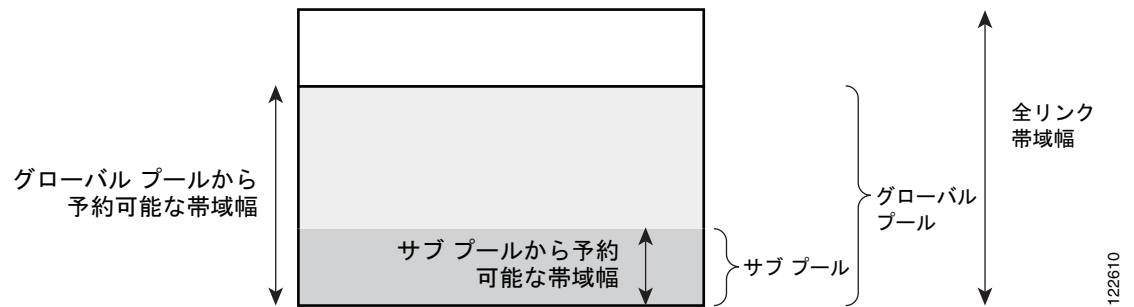 グローバル プールから
予約可能な帯域幅
サブ プールから予約
可能な帯域幅
サブ プール
グローバル
プール
全リンク
帯域幅
122610